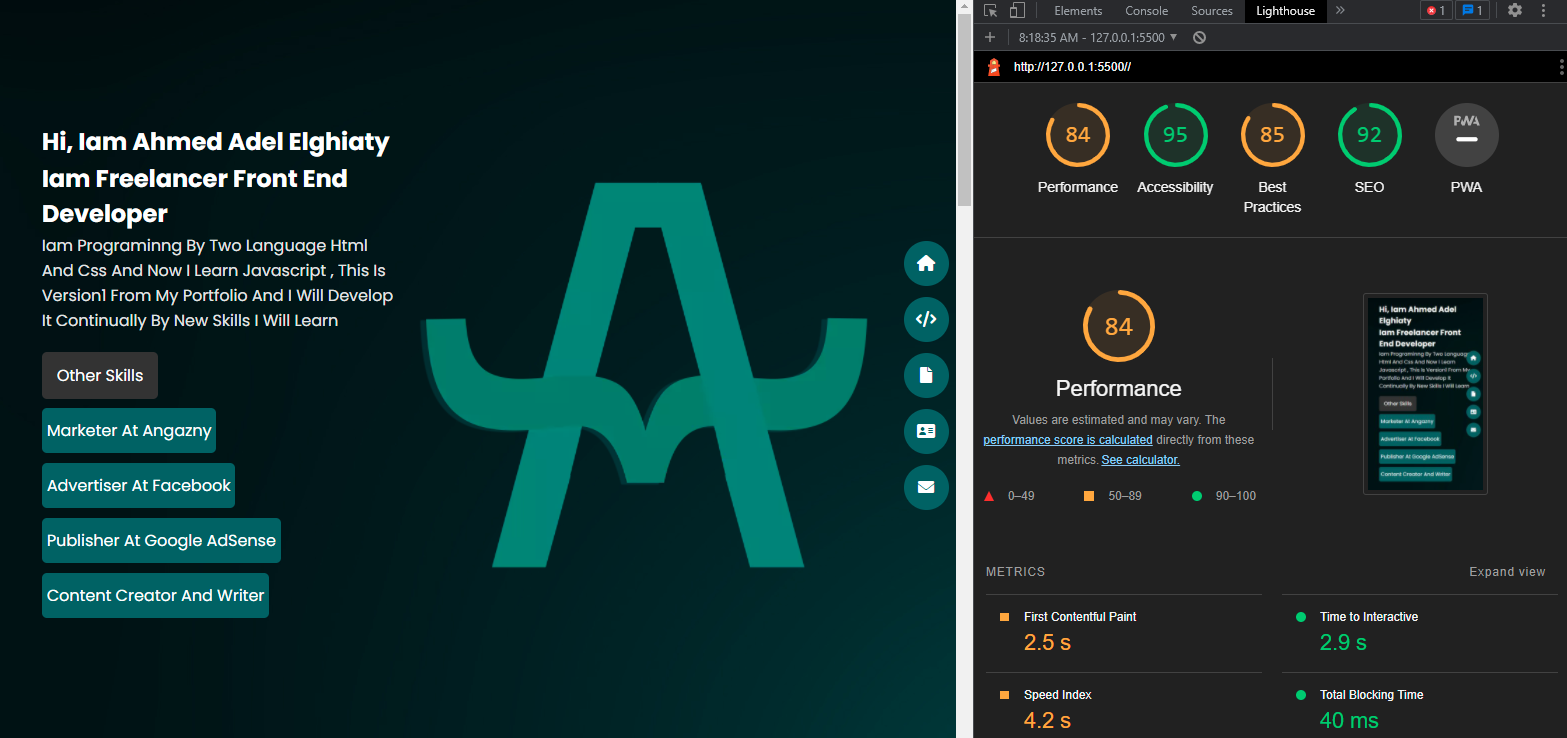 Hi, Iam Ahmed Adel Elghiaty
Iam Freelancer Front End
Developer
Iam Programinng By Two Language Html
And Css And Now I Learn Javascript , This Is
Version1 From My Portfolio And I Will Develop
It Continually By New Skills I Will Learn
Other Skills
Marketer At Angazny
Advertiser At Facebook
Publisher At Google AdSense
Content Creator And Writer
Elements Console Sources Lighthouse » 1 1
8:18:35 AM - 127.0.0.1:5500
http://127.0.0.1:5500//
84 95 85 92 PWA
Performance Accessibility Best Practices SEO PWA
84
Performance
Values are estimated and may vary. The
performance score is calculated directly from these
metrics. See calculator.
0–49 50–89 90–100
Hi, Iam Ahmed Adel
Elghiaty
Iam Freelancer Front
End Developer
Iam Programinng By Two Language
Html And Css And Now I Learn
Javascript , This Is Version1 From My
Portfolio And I Will Develop It
Continually By New Skills I Will Learn
Other Skills
Marketer At Angazny
Advertiser At Facebook
Publisher At Google AdSense
Content Creator And Writer
METRICS Expand view
First Contentful Paint
2.5 s
Time to Interactive
2.9 s
Speed Index
4.2 s
Total Blocking Time
40 ms